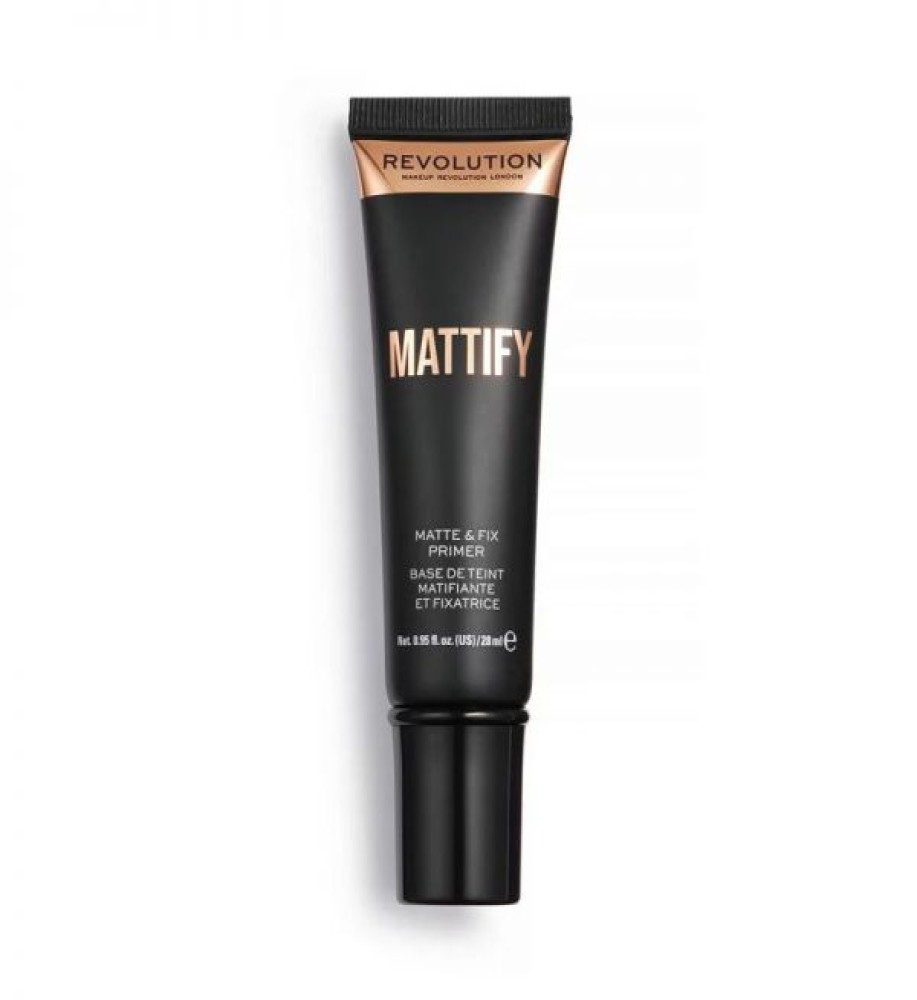 REVOLUTION
MAKEUP REVOLUTION LONDON
MATTIFY
MATTE & FIX
PRIMER
BASE DE TEINT
MATIFIANTE
ET FIXATRICE
Net. 0.95 fl. oz. (US)/28 ml ℮